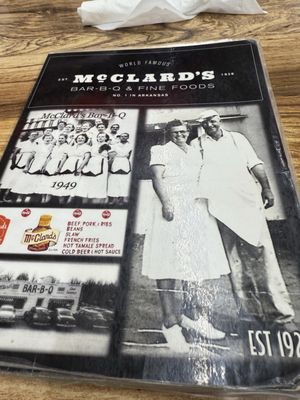 WORLD FAMOUS
EST. McCLARD'S 1928
BAR-B-Q & FINE FOODS
NO. 1 IN ARKANSAS
McClard's Bar-B-Q
1949
McClard's
BEEF, PORK, RIBS
BEANS
SLAW
FRENCH FRIES
HOT TAMALE SPREAD
COLD BEER HOT SAUCE
BAR-B-Q
EST 192